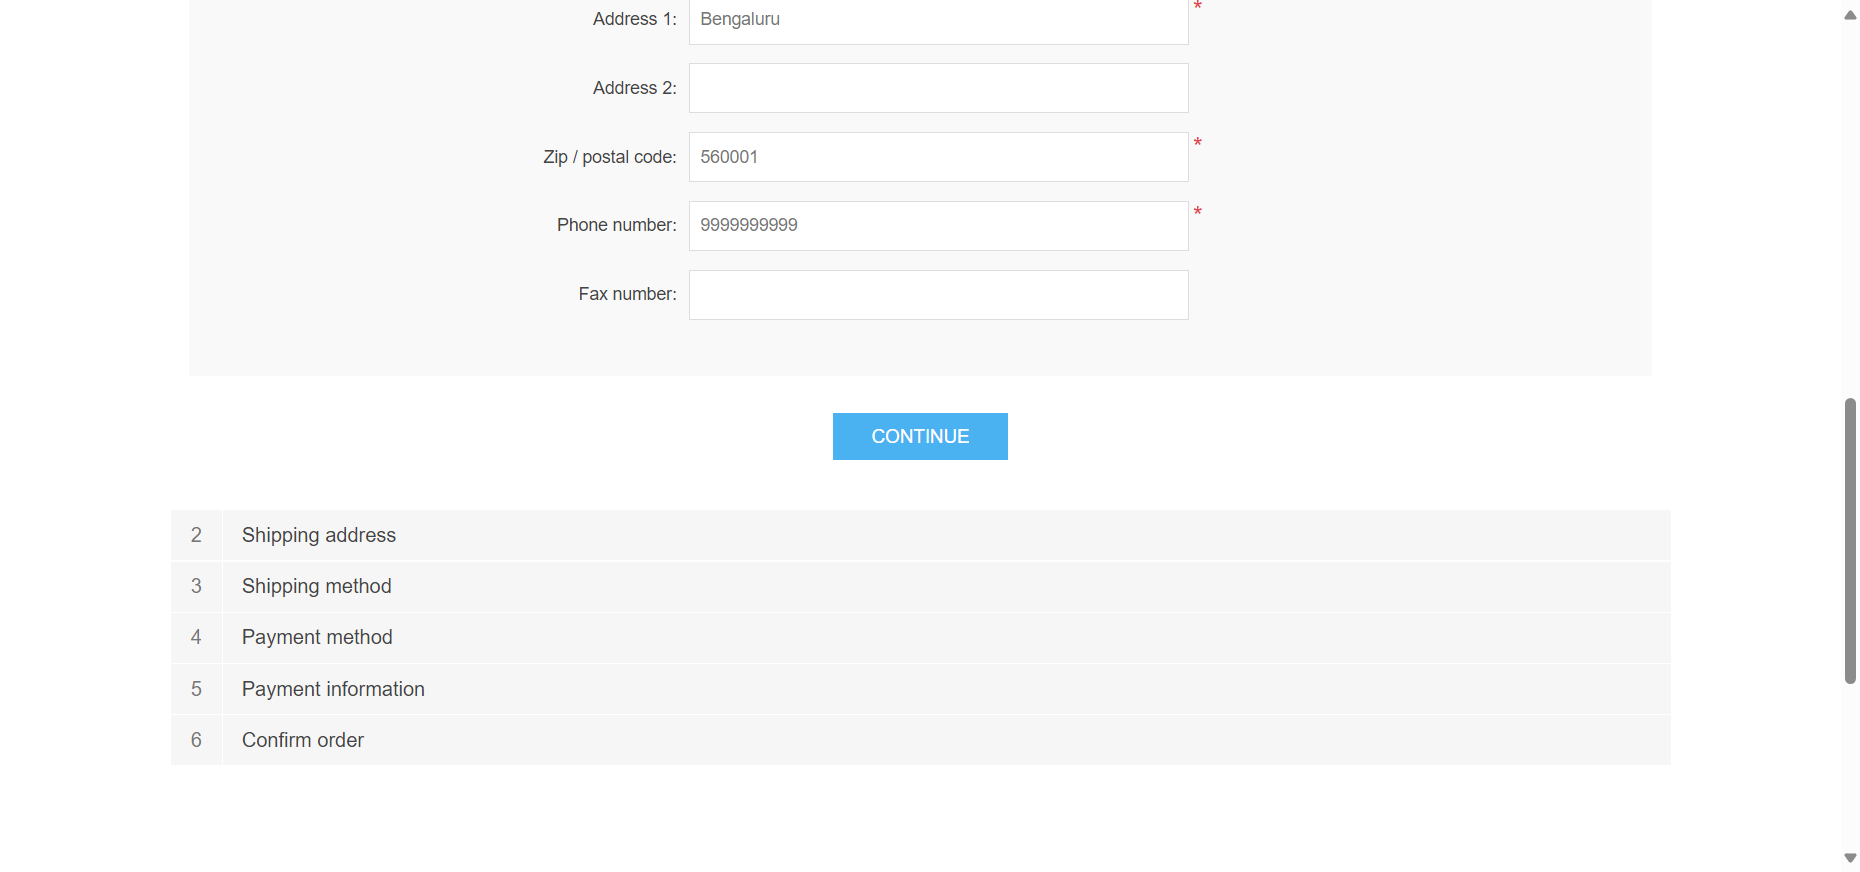 Address 1: Bengaluru *
Address 2:
Zip / postal code: 560001 *
Phone number: 9999999999 *
Fax number:
CONTINUE
2 Shipping address
3 Shipping method
4 Payment method
5 Payment information
6 Confirm order